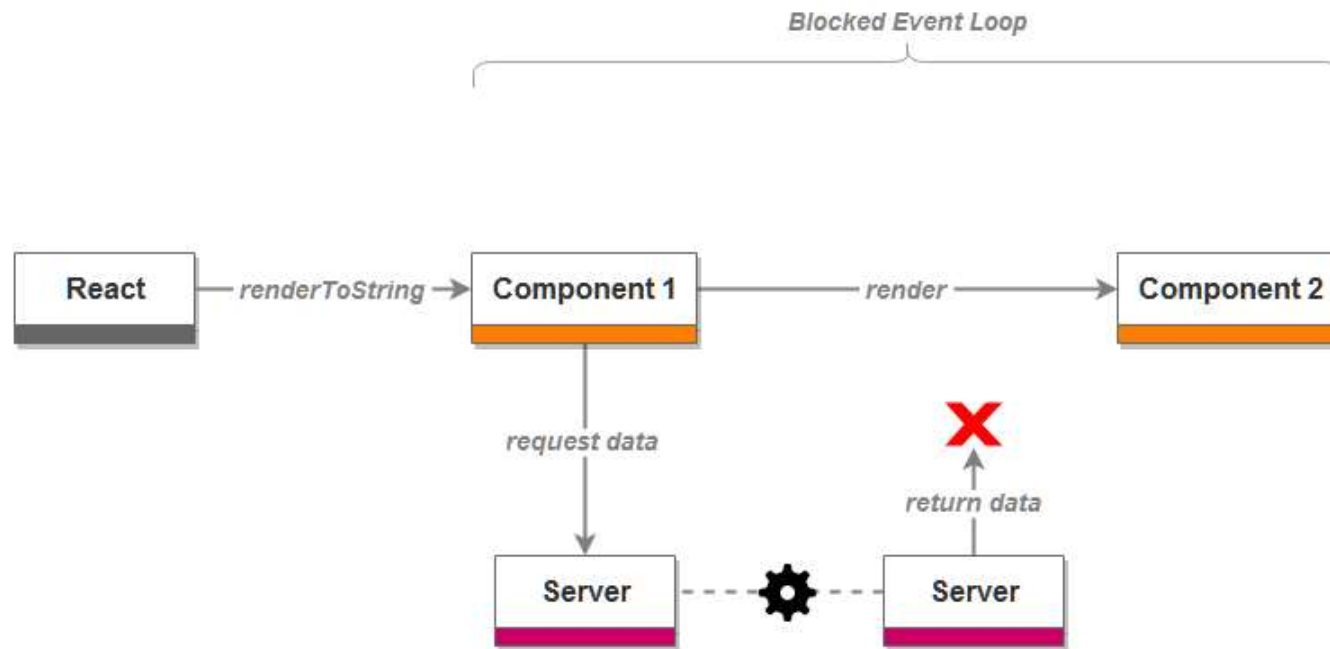 Blocked Event Loop
React
renderToString
Component 1
render
Component 2
request data
return data
Server
Server